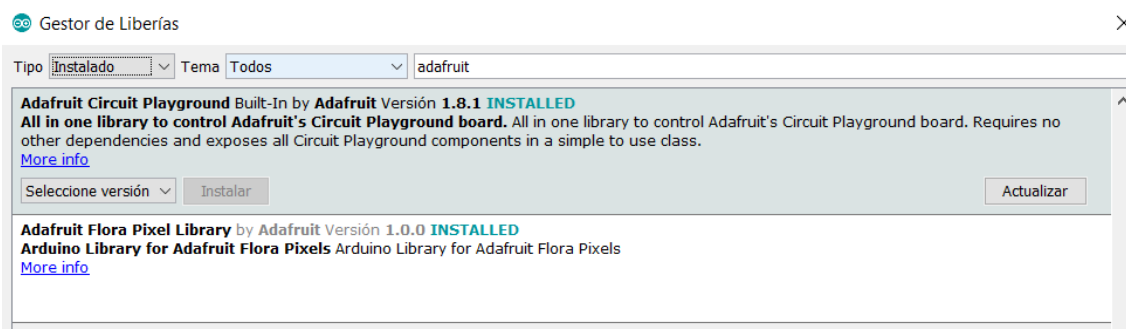 Gestor de Liberías
Tipo Instalado Tema Todos adafruit
Adafruit Circuit Playground Built-In by Adafruit Versión 1.8.1 INSTALLED
All in one library to control Adafruit's Circuit Playground board. All in one library to control Adafruit's Circuit Playground board. Requires no
other dependencies and exposes all Circuit Playground components in a simple to use class.
More info
Seleccione versión Instalar Actualizar
Adafruit Flora Pixel Library by Adafruit Versión 1.0.0 INSTALLED
Arduino Library for Adafruit Flora Pixels Arduino Library for Adafruit Flora Pixels
More info